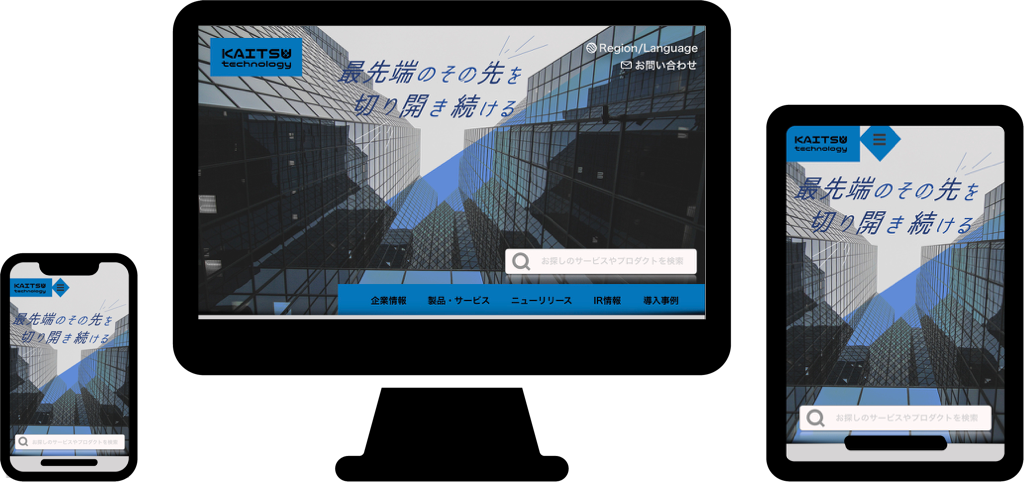 KAITSU
technology
最先端のその先を
切り開き続ける
お探しのサービスやプロダクトを検索
KAITSU
technology
Region/Language
お問い合わせ
最先端のその先を
切り開き続ける
お探しのサービスやプロダクトを検索
企業情報 製品・サービス ニューリリース IR情報 導入事例
KAITSU
technology
最先端のその先を
切り開き続ける
お探しのサービスやプロダクトを検索